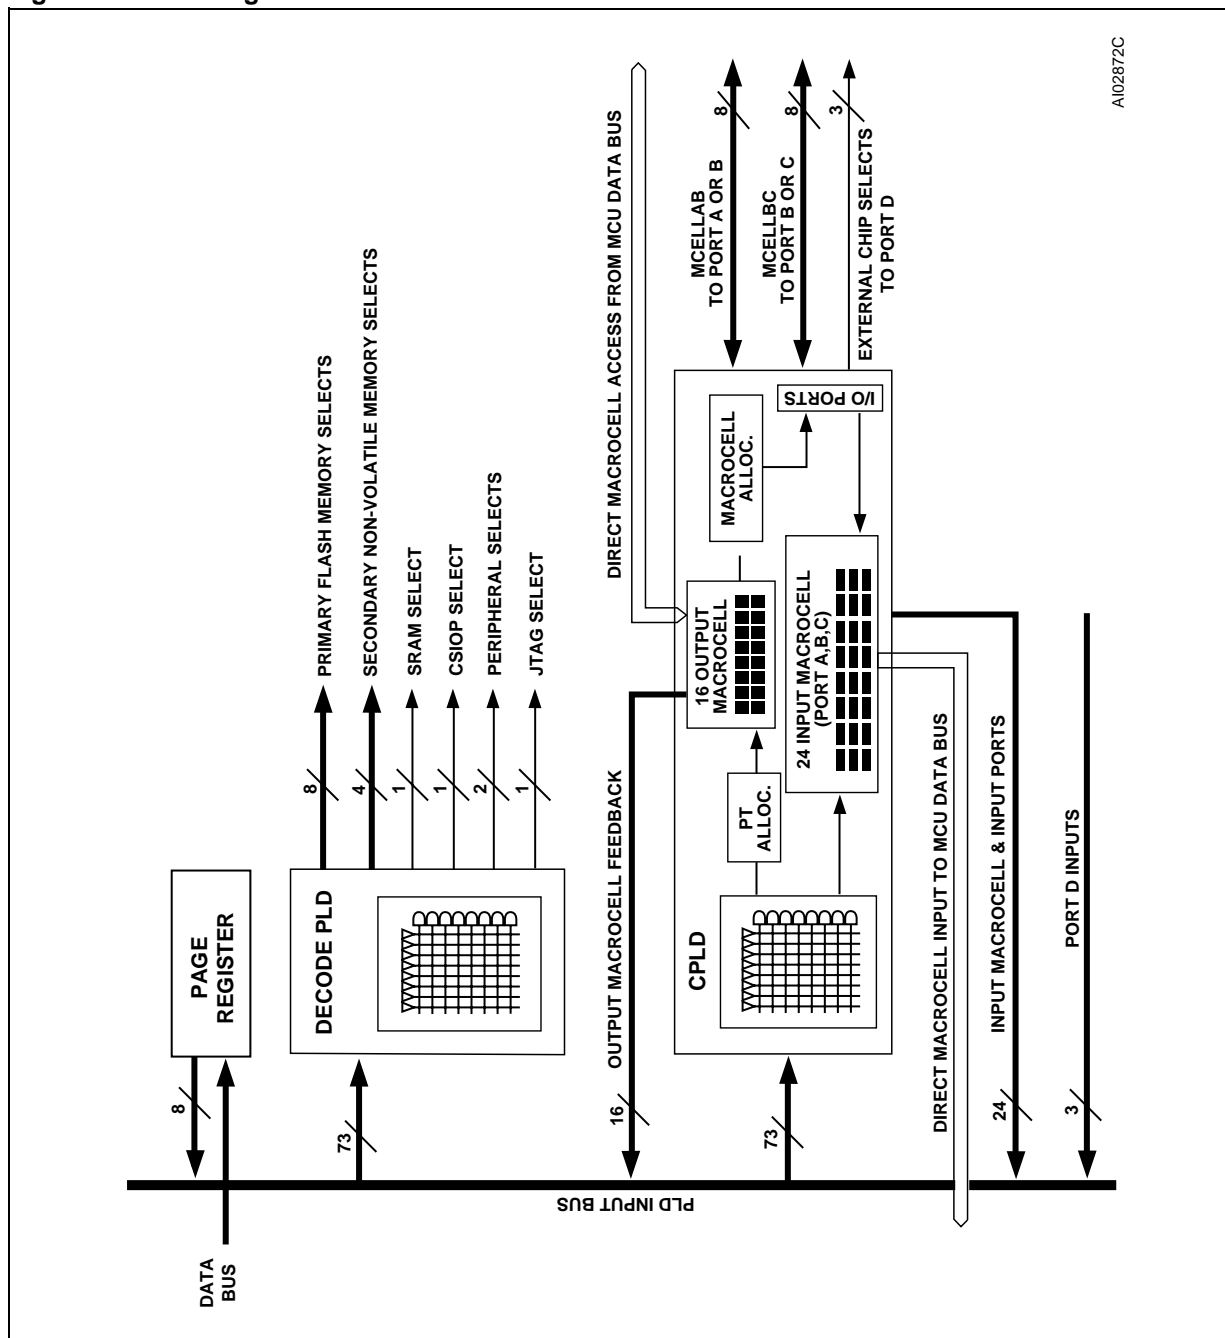 AI02872C
DATA
BUS
8
PAGE
REGISTER
73
DECODE PLD
8
PRIMARY FLASH MEMORY SELECTS
4
SECONDARY NON-VOLATILE MEMORY SELECTS
1
SRAM SELECT
1
CSIOP SELECT
2
PERIPHERAL SELECTS
1
JTAG SELECT
PLD INPUT BUS
16
OUTPUT MACROCELL FEEDBACK
DIRECT MACROCELL ACCESS FROM MCU DATA BUS
73
CPLD
PT
ALLOC.
16 OUTPUT
MACROCELL
MACROCELL
ALLOC.
I/O PORTS
24 INPUT MACROCELL
(PORT A,B,C)
MCELLAB
TO PORT A OR B
8
MCELLBC
TO PORT B OR C
8
EXTERNAL CHIP SELECTS
TO PORT D
3
DIRECT MACROCELL INPUT TO MCU DATA BUS
24
INPUT MACROCELL & INPUT PORTS
3
PORT D INPUTS